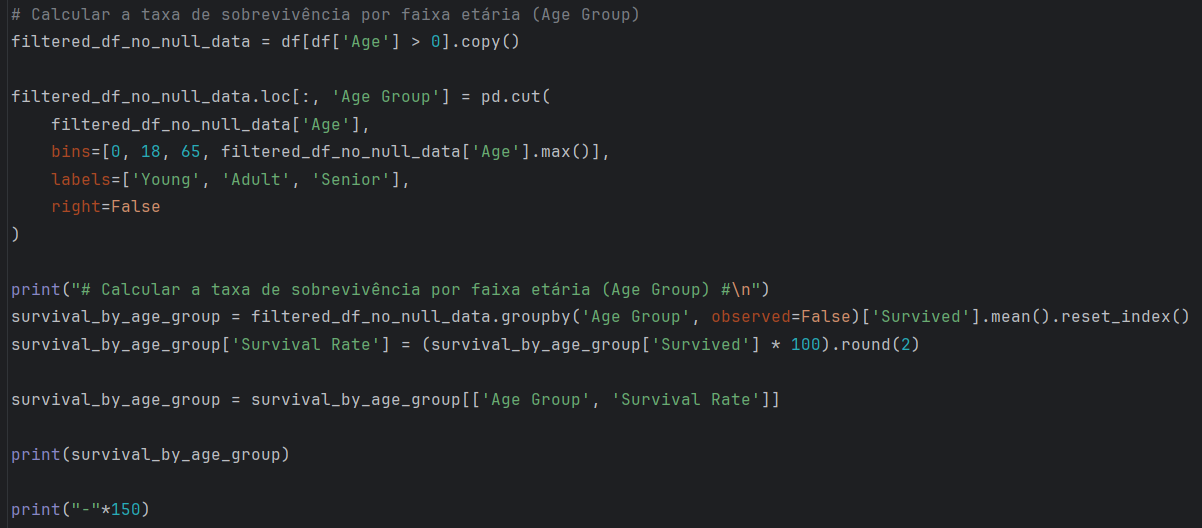 # Calcular a taxa de sobrevivência por faixa etária (Age Group)
filtered_df_no_null_data = df[df['Age'] > 0].copy()
filtered_df_no_null_data.loc[:, 'Age Group'] = pd.cut(
    filtered_df_no_null_data['Age'],
    bins=[0, 18, 65, filtered_df_no_null_data['Age'].max()],
    labels=['Young', 'Adult', 'Senior'],
    right=False
)
print("# Calcular a taxa de sobrevivência por faixa etária (Age Group) #\n")
survival_by_age_group = filtered_df_no_null_data.groupby('Age Group', observed=False)['Survived'].mean().reset_index()
survival_by_age_group['Survival Rate'] = (survival_by_age_group['Survived'] * 100).round(2)
survival_by_age_group = survival_by_age_group[['Age Group', 'Survival Rate']]
print(survival_by_age_group)
print("-"*150)